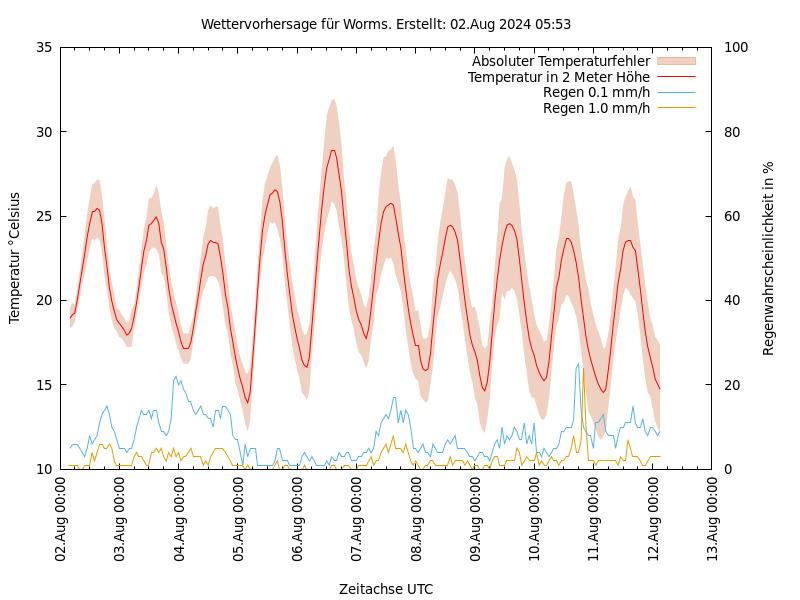 Wettervorhersage für Worms. Erstellt: 02.Aug 2024 05:53
Absoluter Temperaturfehler
Temperatur in 2 Meter Höhe
Regen 0.1 mm/h
Regen 1.0 mm/h
35
30
25
20
15
10
Temperatur °Celsius
100
80
60
40
20
0
Regenwahrscheinlichkeit in %
02.Aug 00:00
03.Aug 00:00
04.Aug 00:00
05.Aug 00:00
06.Aug 00:00
07.Aug 00:00
08.Aug 00:00
09.Aug 00:00
10.Aug 00:00
11.Aug 00:00
12.Aug 00:00
13.Aug 00:00
Zeitachse UTC